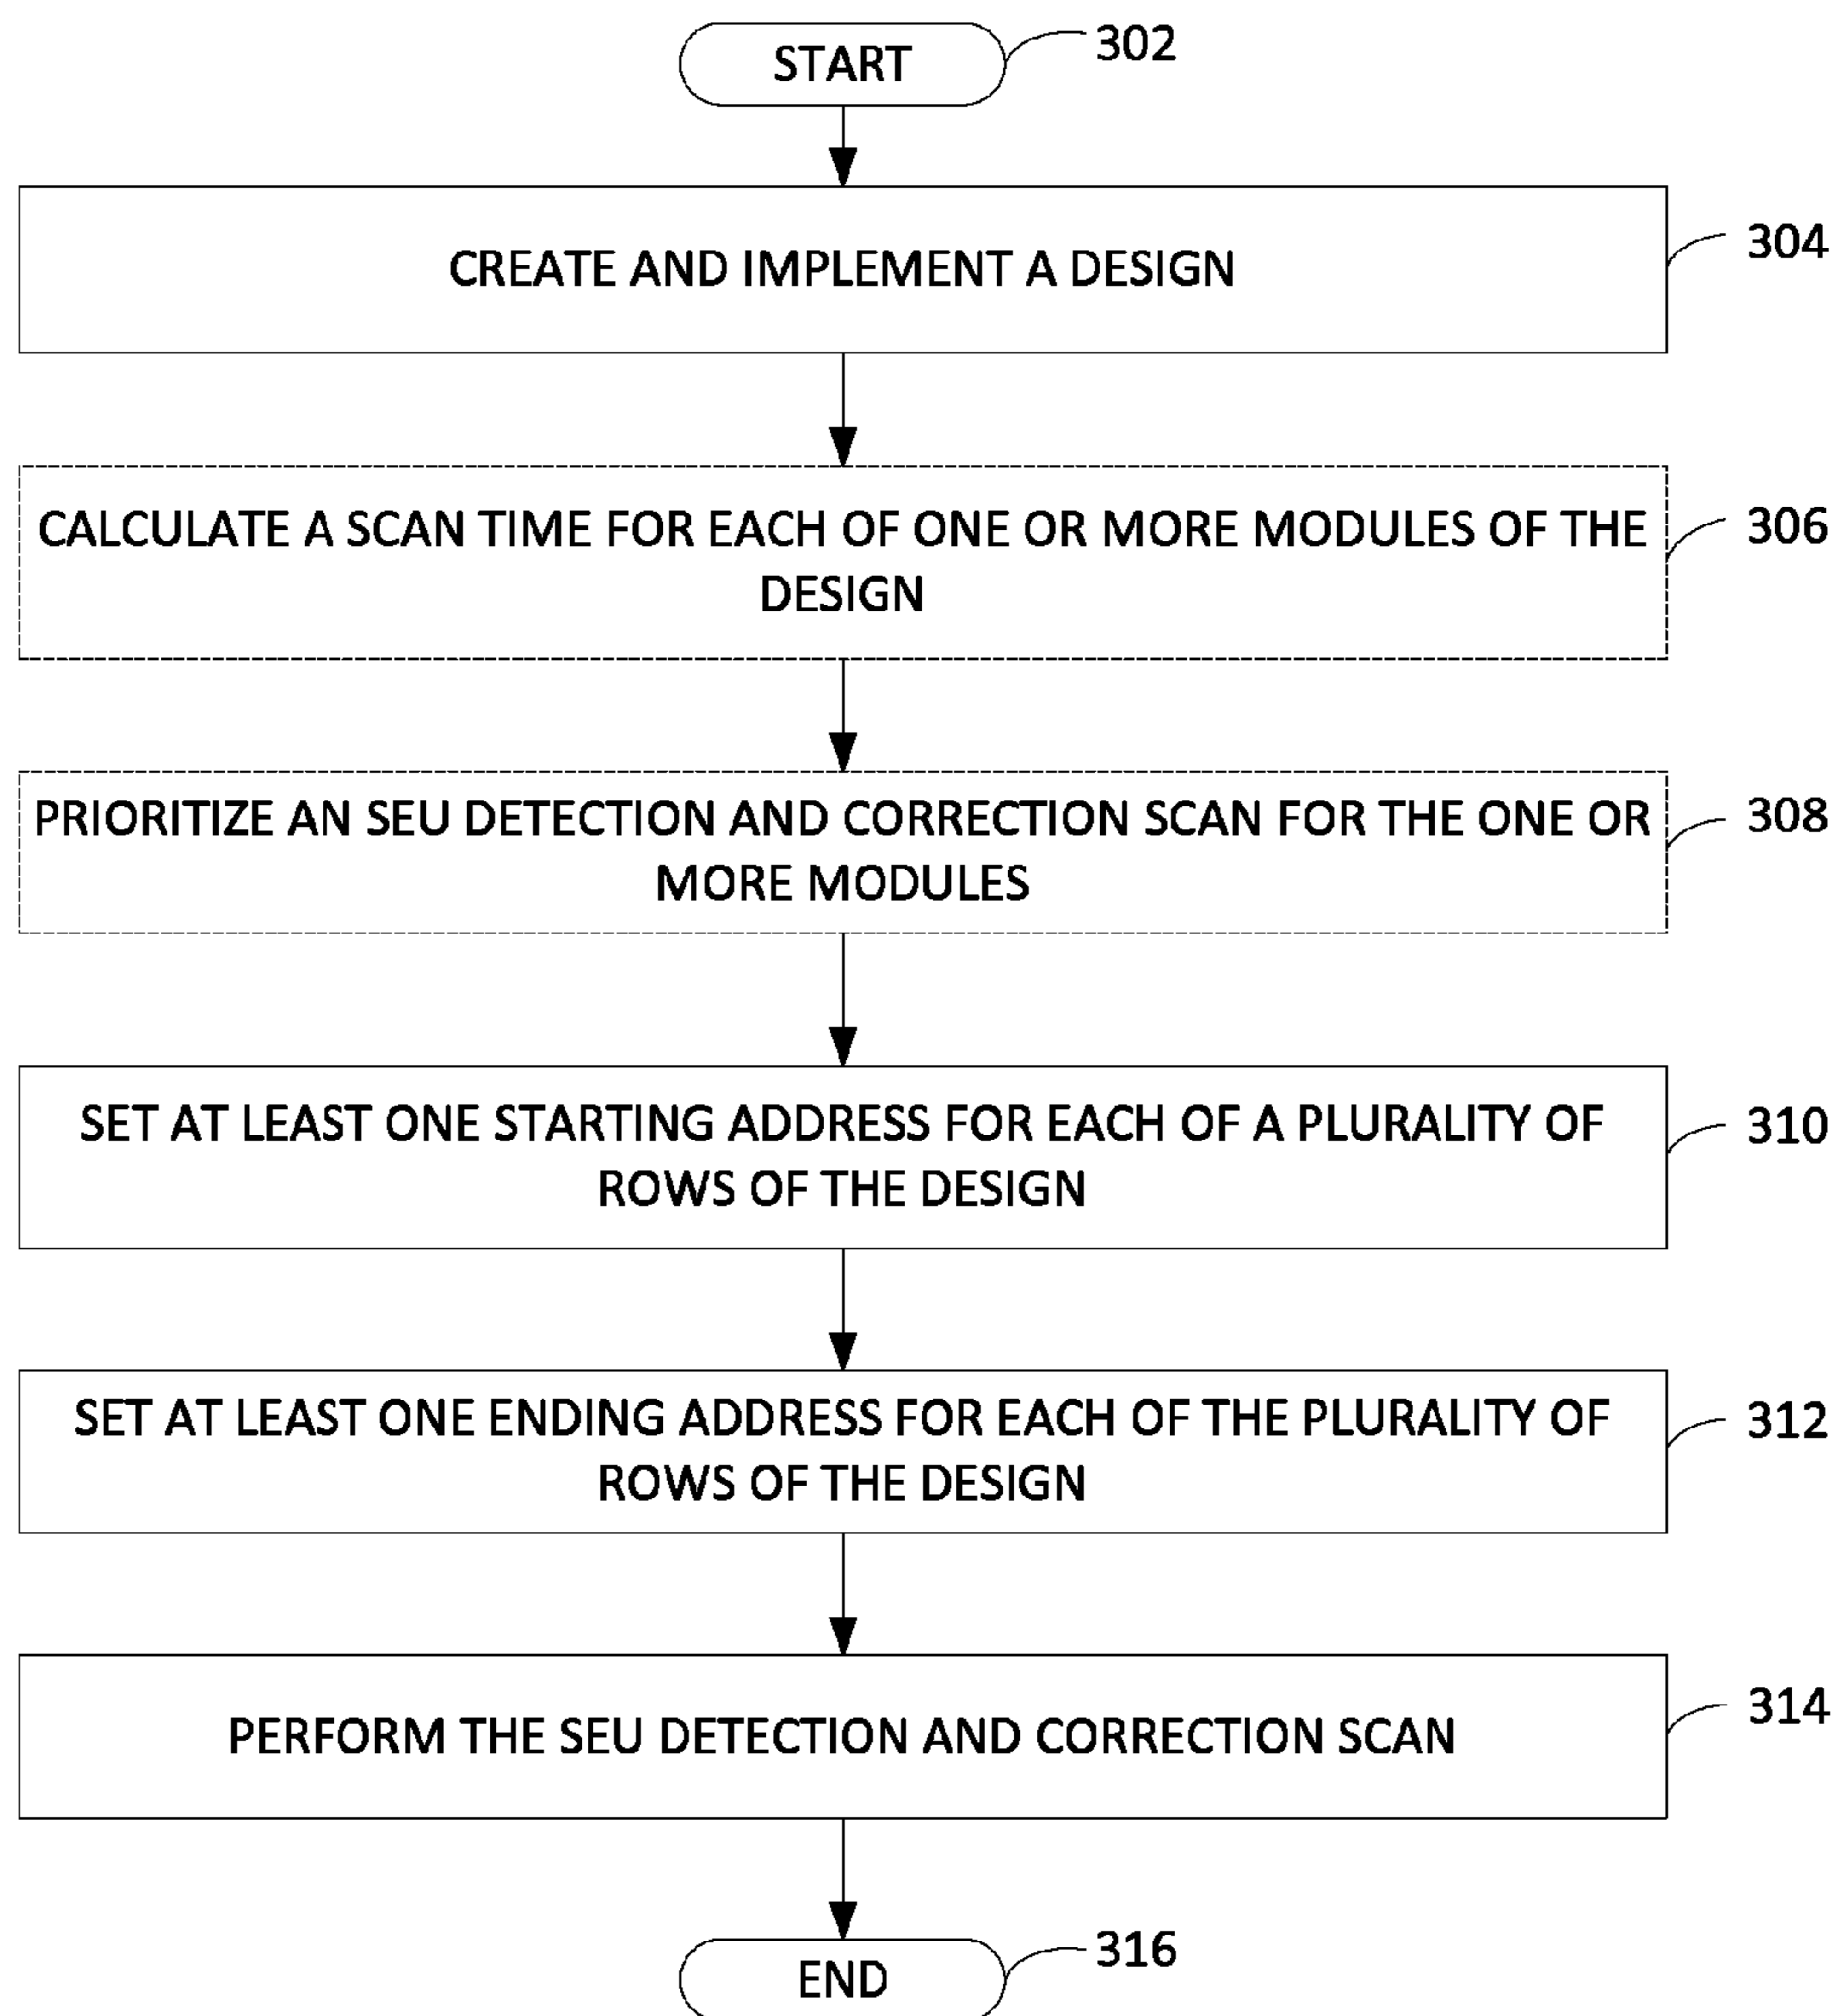 START
302
CREATE AND IMPLEMENT A DESIGN
304
CALCULATE A SCAN TIME FOR EACH OF ONE OR MORE MODULES OF THE
DESIGN
306
PRIORITIZE AN SEU DETECTION AND CORRECTION SCAN FOR THE ONE OR
MORE MODULES
308
SET AT LEAST ONE STARTING ADDRESS FOR EACH OF A PLURALITY OF
ROWS OF THE DESIGN
310
SET AT LEAST ONE ENDING ADDRESS FOR EACH OF THE PLURALITY OF
ROWS OF THE DESIGN
312
PERFORM THE SEU DETECTION AND CORRECTION SCAN
314
END
316